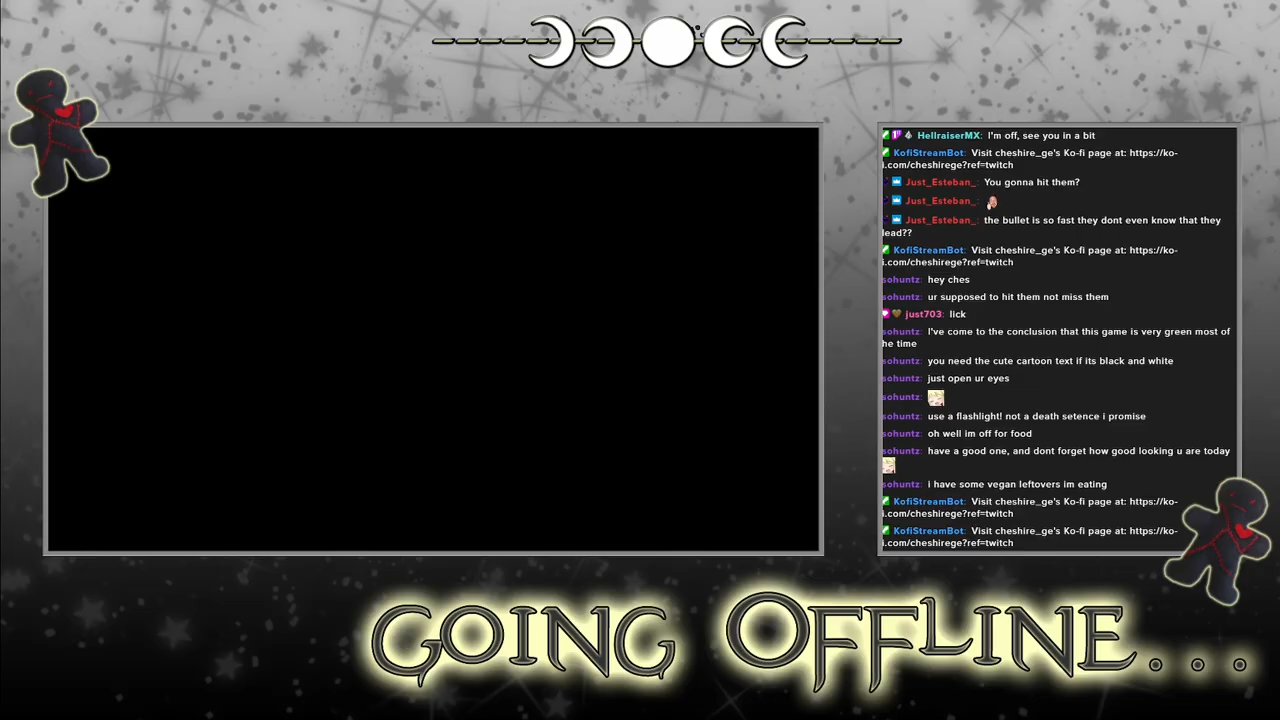 HellraiserMX: I'm off, see you in a bit
KofiStreamBot: Visit cheshire_ge's Ko-fi page at: https://ko-
i.com/cheshirege?ref=twitch
Just_Esteban_: You gonna hit them?
Just_Esteban_:
Just_Esteban_: the bullet is so fast they dont even know that they
lead??
KofiStreamBot: Visit cheshire_ge's Ko-fi page at: https://ko-
i.com/cheshirege?ref=twitch
sohuntz: hey ches
sohuntz: ur supposed to hit them not miss them
just703: lick
sohuntz: I've come to the conclusion that this game is very green most of
he time
sohuntz: you need the cute cartoon text if its black and white
sohuntz: just open ur eyes
sohuntz:
sohuntz: use a flashlight! not a death setence i promise
sohuntz: oh well im off for food
sohuntz: have a good one, and dont forget how good looking u are today
sohuntz: i have some vegan leftovers im eating
KofiStreamBot: Visit cheshire_ge's Ko-fi page at: https://ko-
i.com/cheshirege?ref=twitch
KofiStreamBot: Visit cheshire_ge's Ko-fi page at: https://ko-
i.com/cheshirege?ref=twitch
Going Offline...